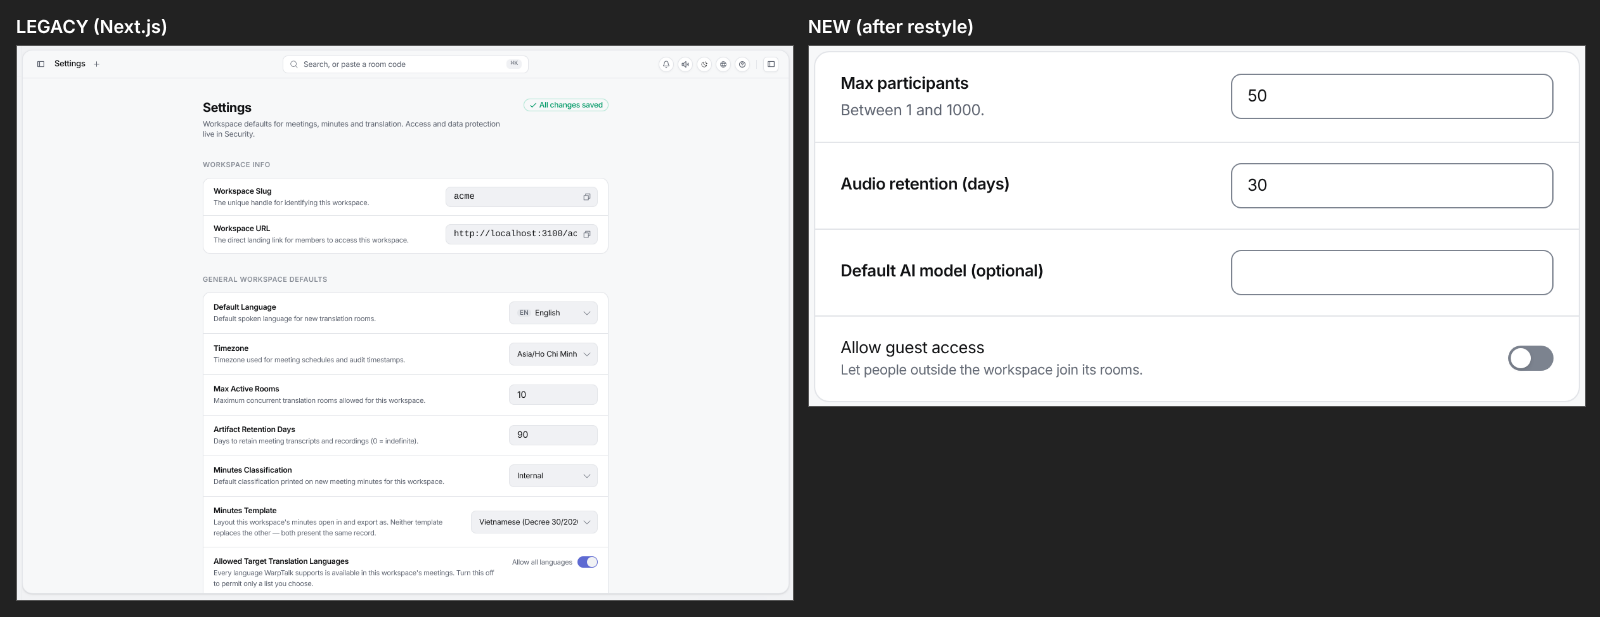 LEGACY (Next.js)
Settings +
Search, or paste a room code
⌘K
Settings
All changes saved
Workspace defaults for meetings, minutes and translation. Access and data protection
live in Security.
WORKSPACE INFO
Workspace Slug
The unique handle for identifying this workspace.
acme
Workspace URL
The direct landing link for members to access this workspace.
http://localhost:3100/ac
GENERAL WORKSPACE DEFAULTS
Default Language
Default spoken language for new translation rooms.
EN English
Timezone
Timezone used for meeting schedules and audit timestamps.
Asia/Ho Chi Minh
Max Active Rooms
Maximum concurrent translation rooms allowed for this workspace.
10
Artifact Retention Days
Days to retain meeting transcripts and recordings (0 = indefinite).
90
Minutes Classification
Default classification printed on new meeting minutes for this workspace.
Internal
Minutes Template
Layout this workspace's minutes open in and export as. Neither template
replaces the other — both present the same record.
Vietnamese (Decree 30/202
Allowed Target Translation Languages
Every language WarpTalk supports is available in this workspace's meetings. Turn this off
to permit only a list you choose.
Allow all languages
NEW (after restyle)
Max participants
Between 1 and 1000.
50
Audio retention (days)
30
Default AI model (optional)
Allow guest access
Let people outside the workspace join its rooms.